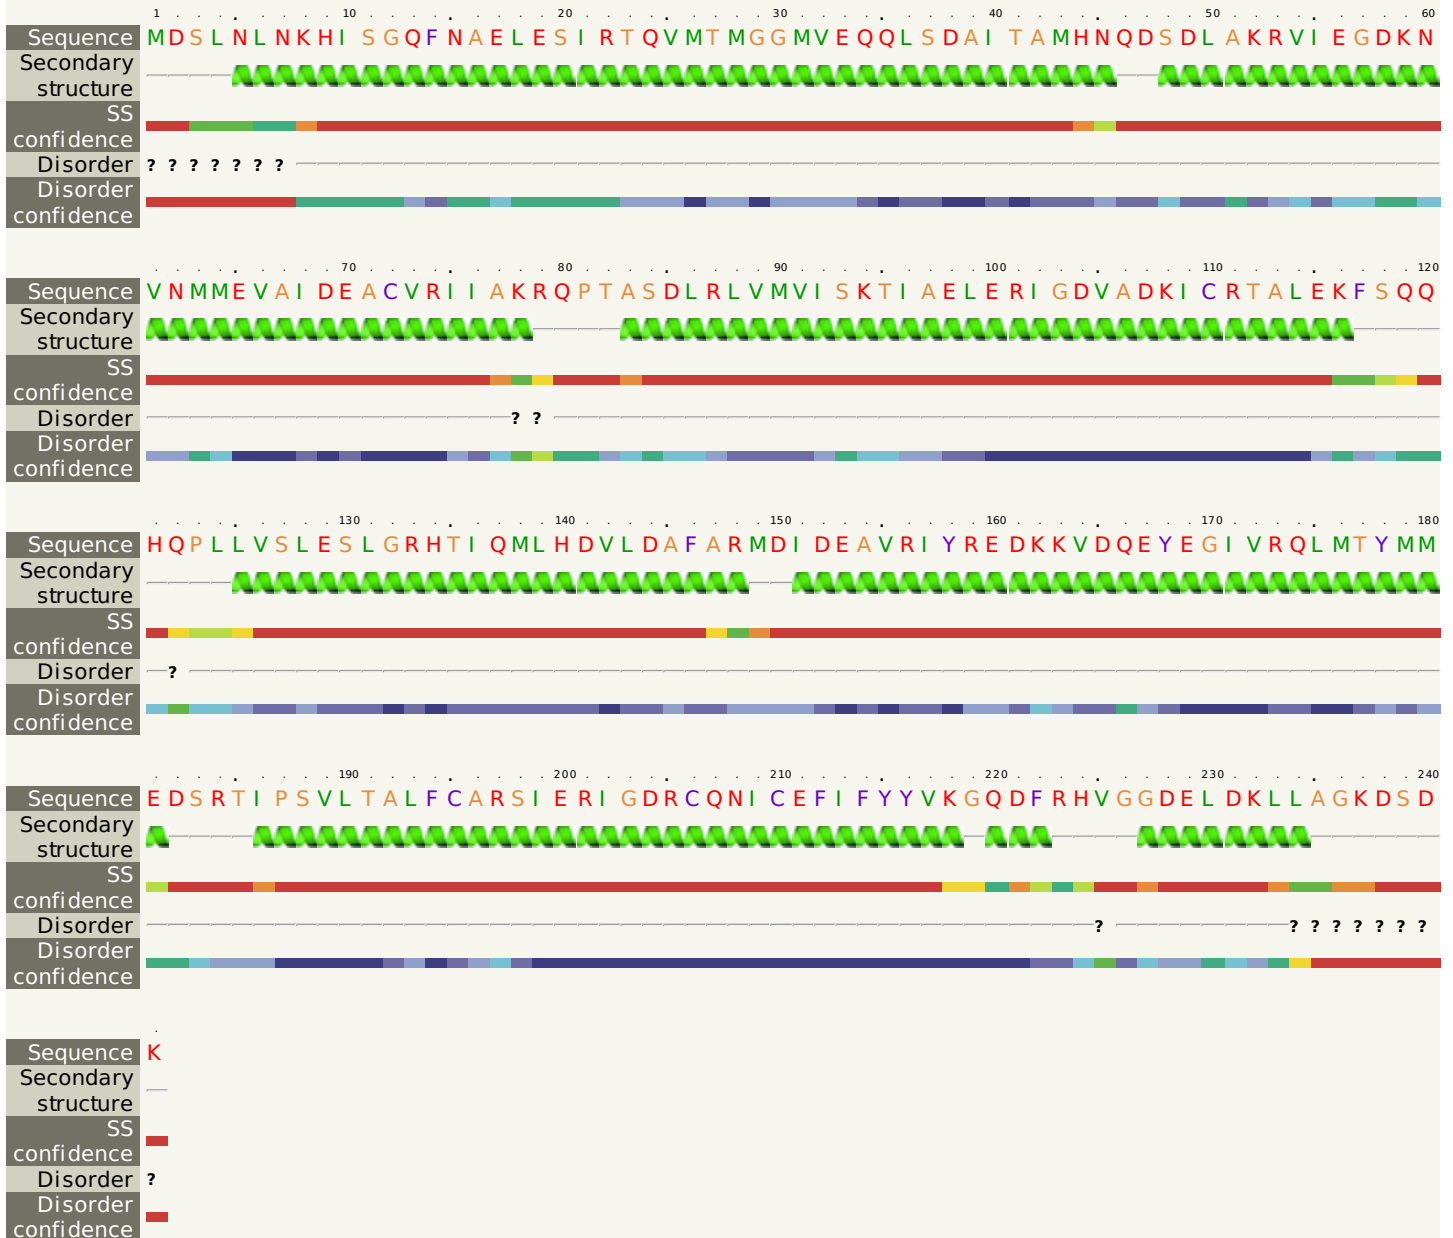 1 . . . . . . . . 10 . . . . . . . . . 20 . . . . . . . . . 30 . . . . . . . . . 40 . . . . . . . . . 50 . . . . . . . . . 60
Sequence MDSLNLNKHISGQFNAELESIRTQVMTMGGMVEQQLSDAITAMHNQDSDLAKRVIEGDKN
Secondary
structure
SS
confidence
Disorder ? ? ? ? ? ? ?
Disorder
confidence
. . . . . . . . . 70 . . . . . . . . . 80 . . . . . . . . . 90 . . . . . . . . . 100 . . . . . . . . . 110 . . . . . . . . . 120
Sequence VNMMEVAIDEACVRIIAKRQPTASDLRLVMVISKTIAELERIGDVADKICRTALEKFSQQ
Secondary
structure
SS
confidence
Disorder ? ?
Disorder
confidence
. . . . . . . . . 130 . . . . . . . . . 140 . . . . . . . . . 150 . . . . . . . . . 160 . . . . . . . . . 170 . . . . . . . . . 180
Sequence HQPLLVSLESLGRHTIQMLHDVLDAFARMDIDEAVRIYREDKKVDQEYEGIVRQLMTYMM
Secondary
structure
SS
confidence
Disorder ?
Disorder
confidence
. . . . . . . . . 190 . . . . . . . . . 200 . . . . . . . . . 210 . . . . . . . . . 220 . . . . . . . . . 230 . . . . . . . . . 240
Sequence EDSRTIPSVLTALFCARSIERIGDRCQNICEFIFYYVKGQDFRHVGGDELDKLLAGKDSD
Secondary
structure
SS
confidence
Disorder ? ? ? ? ? ? ? ?
Disorder
confidence
.
Sequence K
Secondary
structure
SS
confidence
Disorder ?
Disorder
confidence